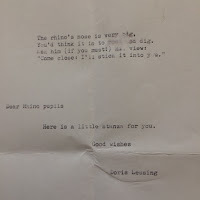 The rhino's nose is very big.
You'd think it is to dig.
him (if you must) view:
"Come close: I'll stick it into you."
Dear Rhino pupils
Here is a little stanza for you.
Good wishes
Doris Lessing